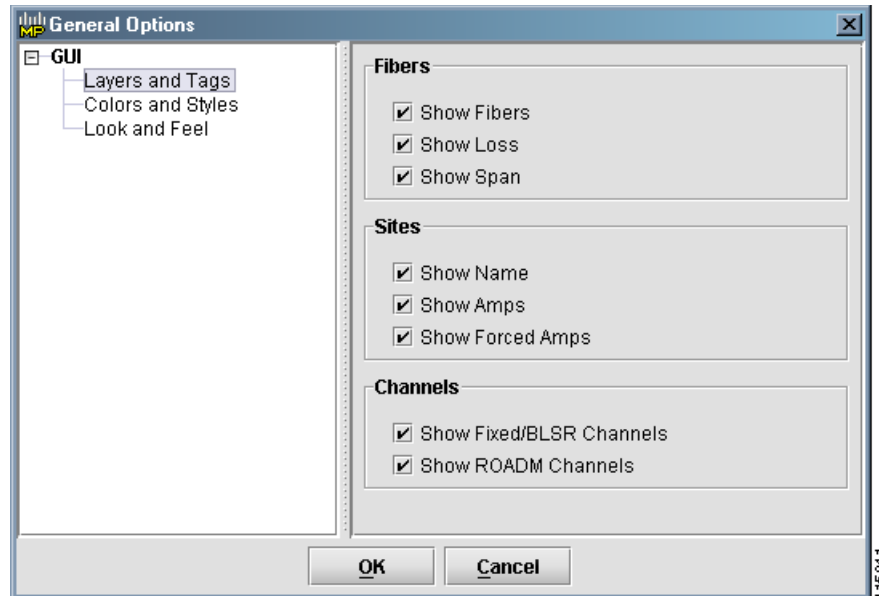 MP General Options
GUI
Layers and Tags
Colors and Styles
Look and Feel
Fibers
Show Fibers
Show Loss
Show Span
Sites
Show Name
Show Amps
Show Forced Amps
Channels
Show Fixed/BLSR Channels
Show ROADM Channels
OK
Cancel